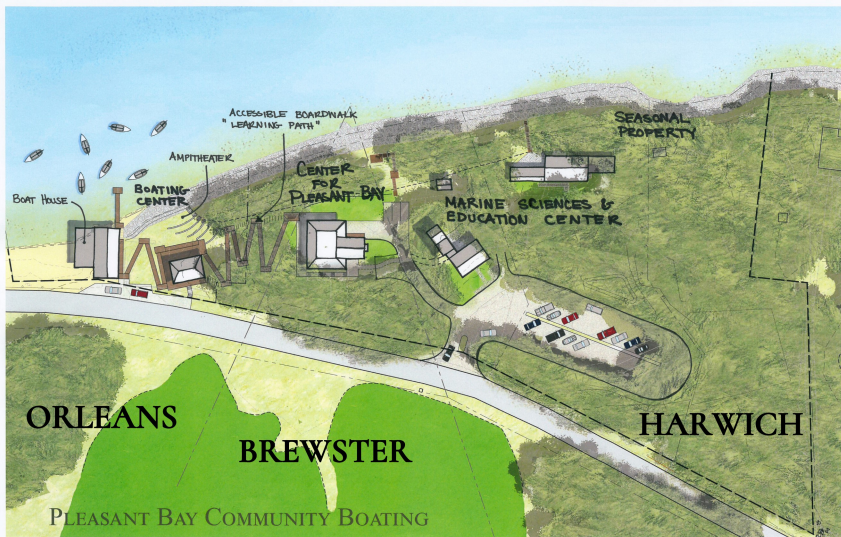 ACCESSIBLE BOARDWALK
"LEARNING PATH"
SEASONAL
PROPERTY
AMPITHEATER
CENTER
FOR
PLEASANT BAY
BOATING
CENTER
BOAT HOUSE
MARINE SCIENCES &
EDUCATION CENTER
ORLEANS
BREWSTER
HARWICH
PLEASANT BAY COMMUNITY BOATING